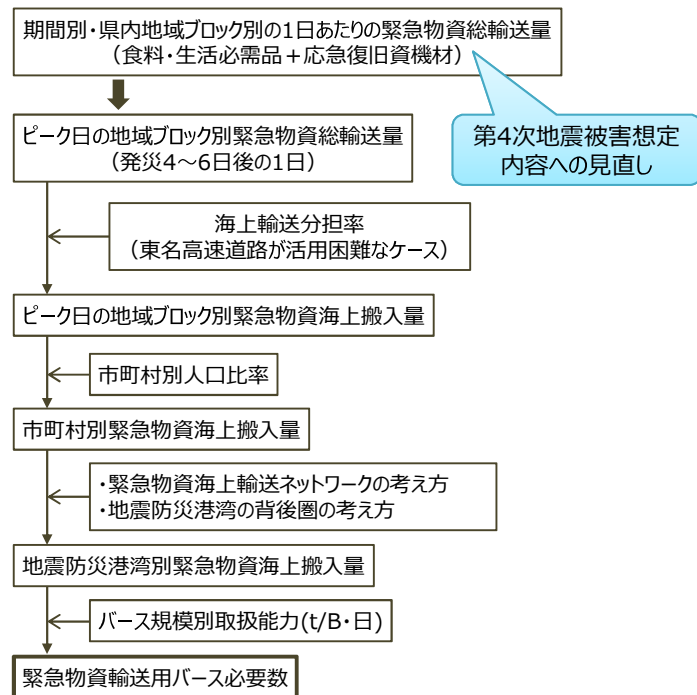 期間別・県内地域ブロック別の1日あたりの緊急物資総輸送量
（食料・生活必需品＋応急復旧資機材）
第4次地震被害想定
内容への見直し
ピーク日の地域ブロック別緊急物資総輸送量
（発災4～6日後の1日）
海上輸送分担率
（東名高速道路が活用困難なケース）
ピーク日の地域ブロック別緊急物資海上搬入量
市町村別人口比率
市町村別緊急物資海上搬入量
・緊急物資海上輸送ネットワークの考え方
・地震防災港湾の背後圏の考え方
地震防災港湾別緊急物資海上搬入量
バース規模別取扱能力(t/B・日)
緊急物資輸送用バース必要数